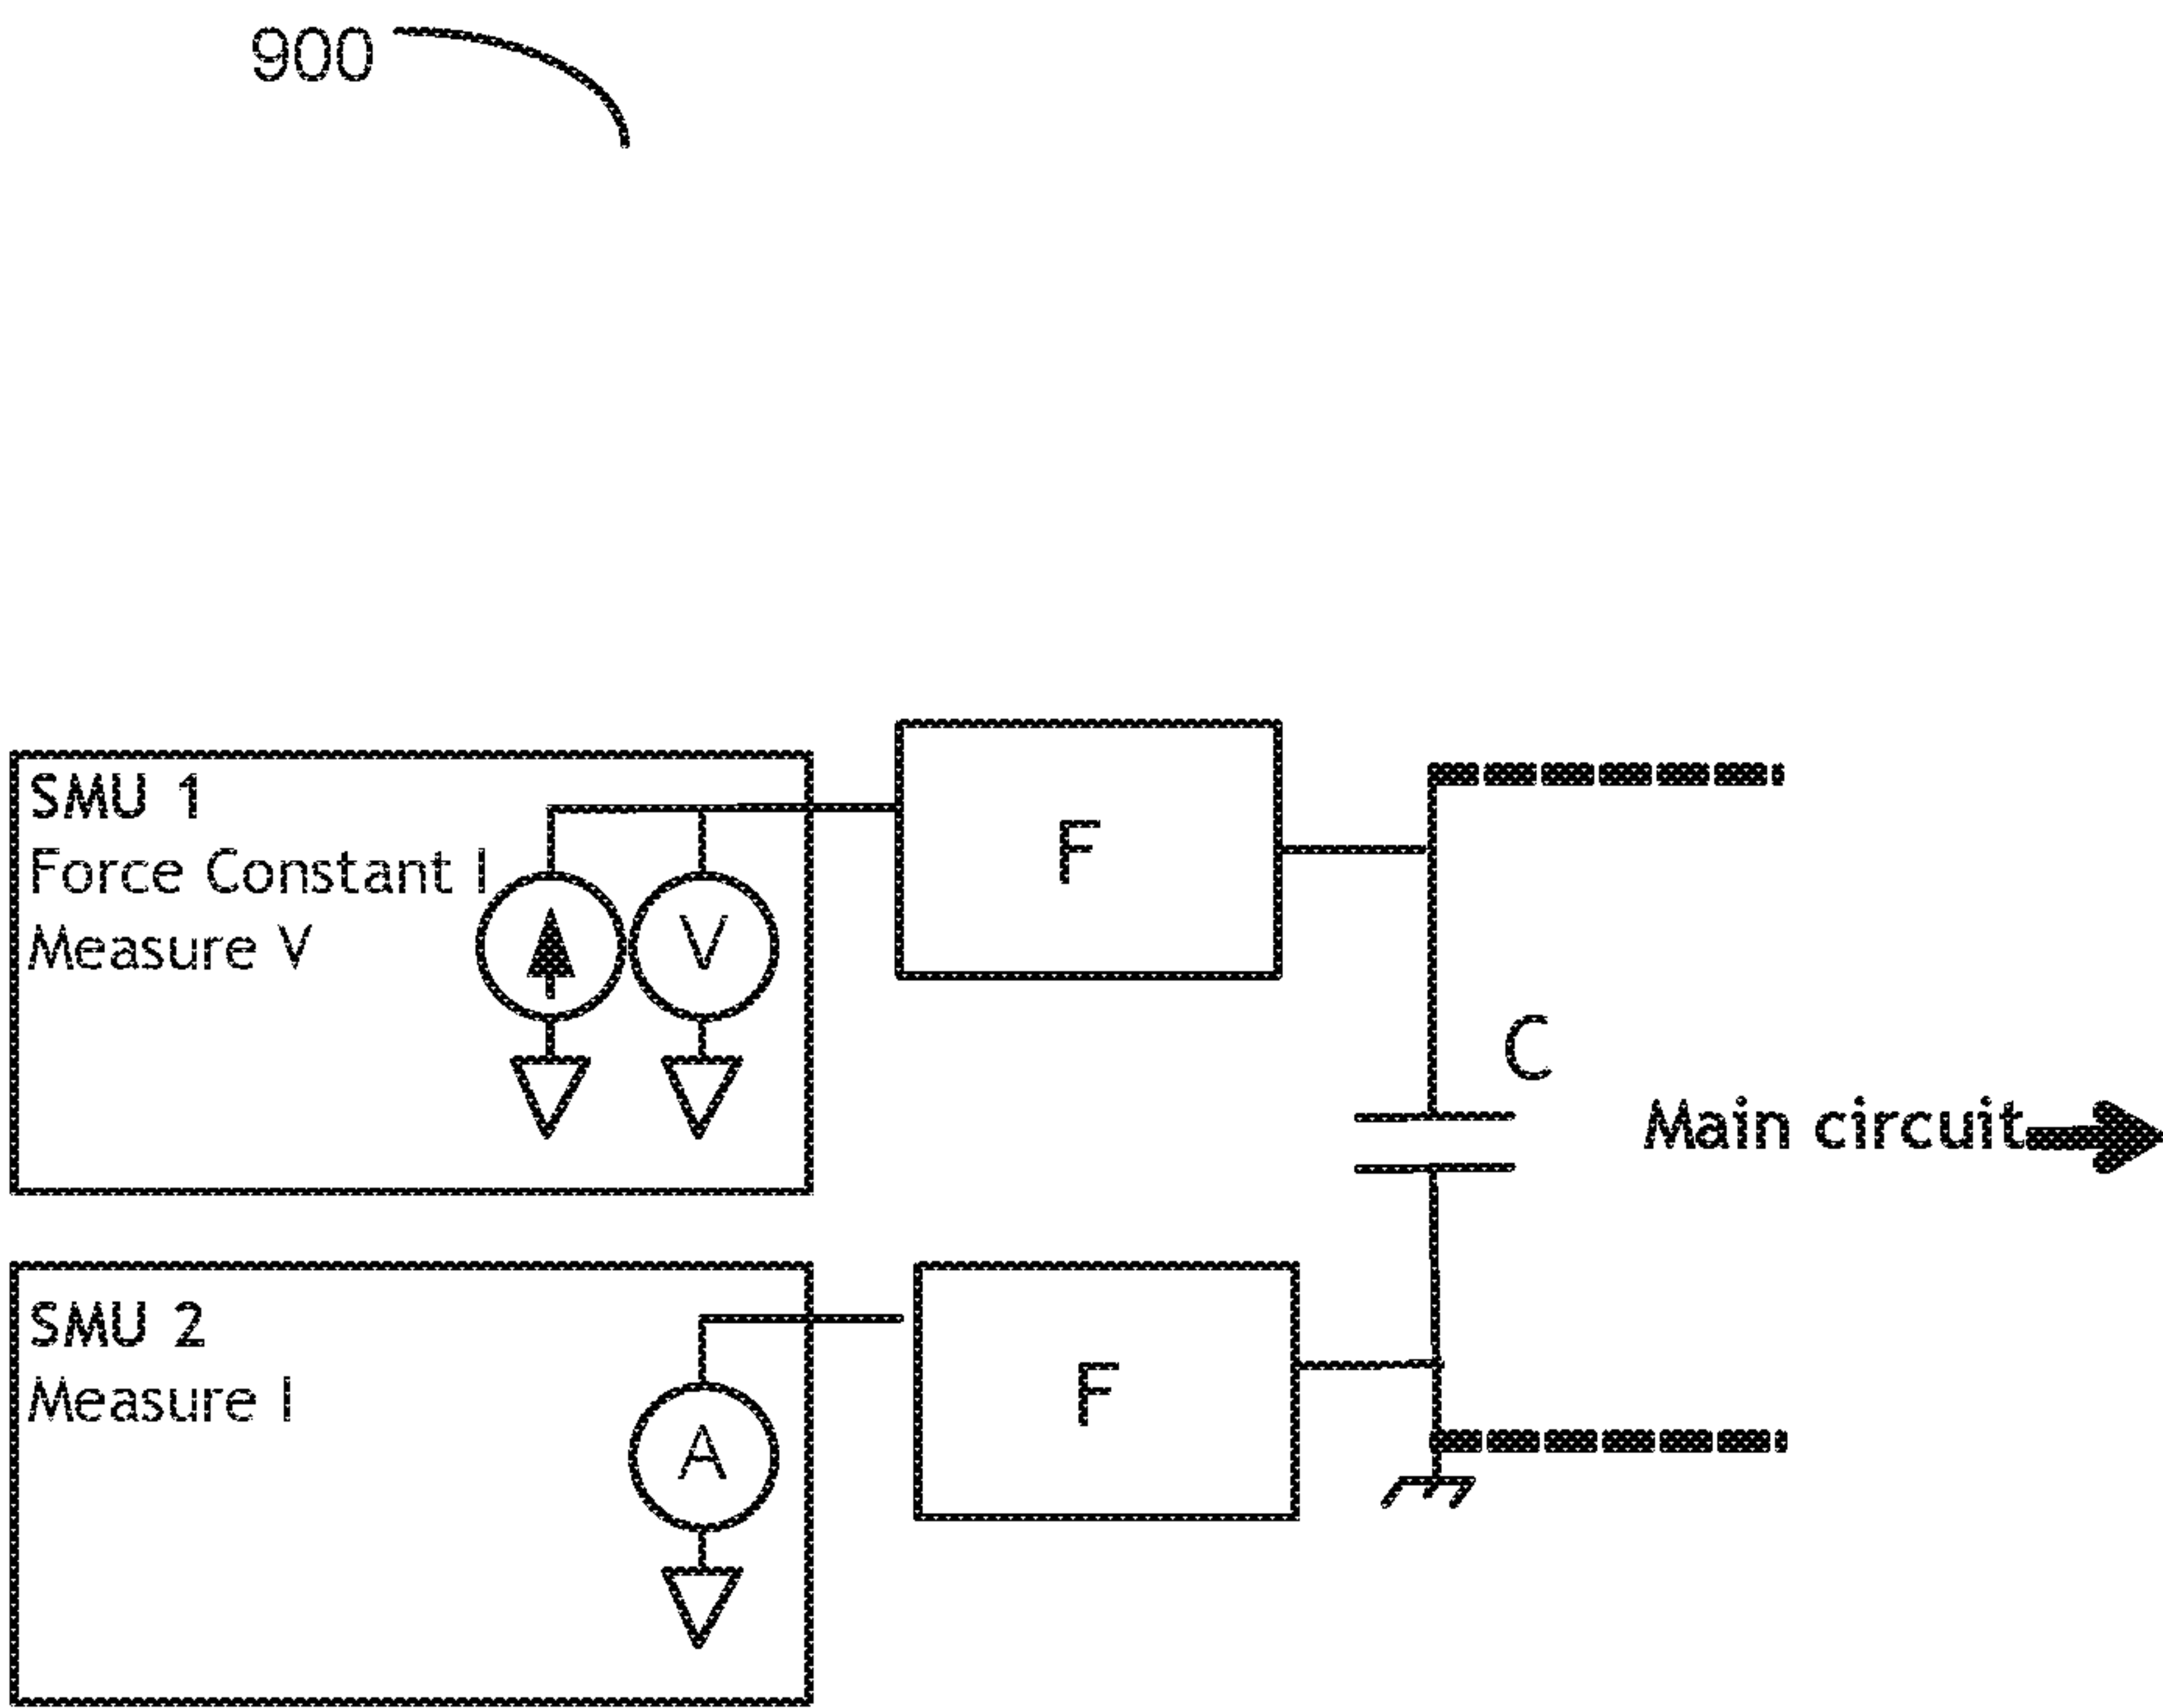 900
SMU 1
Force Constant I
Measure V
V
F
C
Main circuit
SMU 2
Measure I
A
F